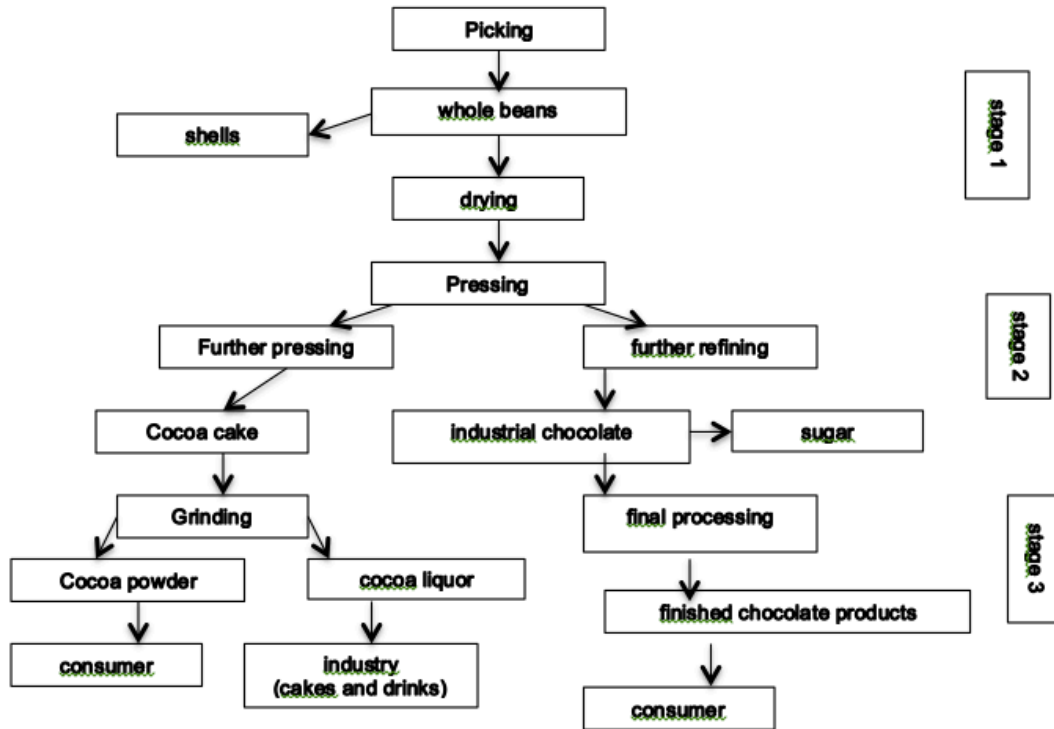 Picking
whole beans
stage 1
shells
drying
Pressing
Further pressing
further refining
stage 2
Cocoa cake
industrial chocolate
sugar
Grinding
final processing
stage 3
Cocoa powder
cocoa liquor
finished chocolate products
consumer
industry
(cakes and drinks)
consumer